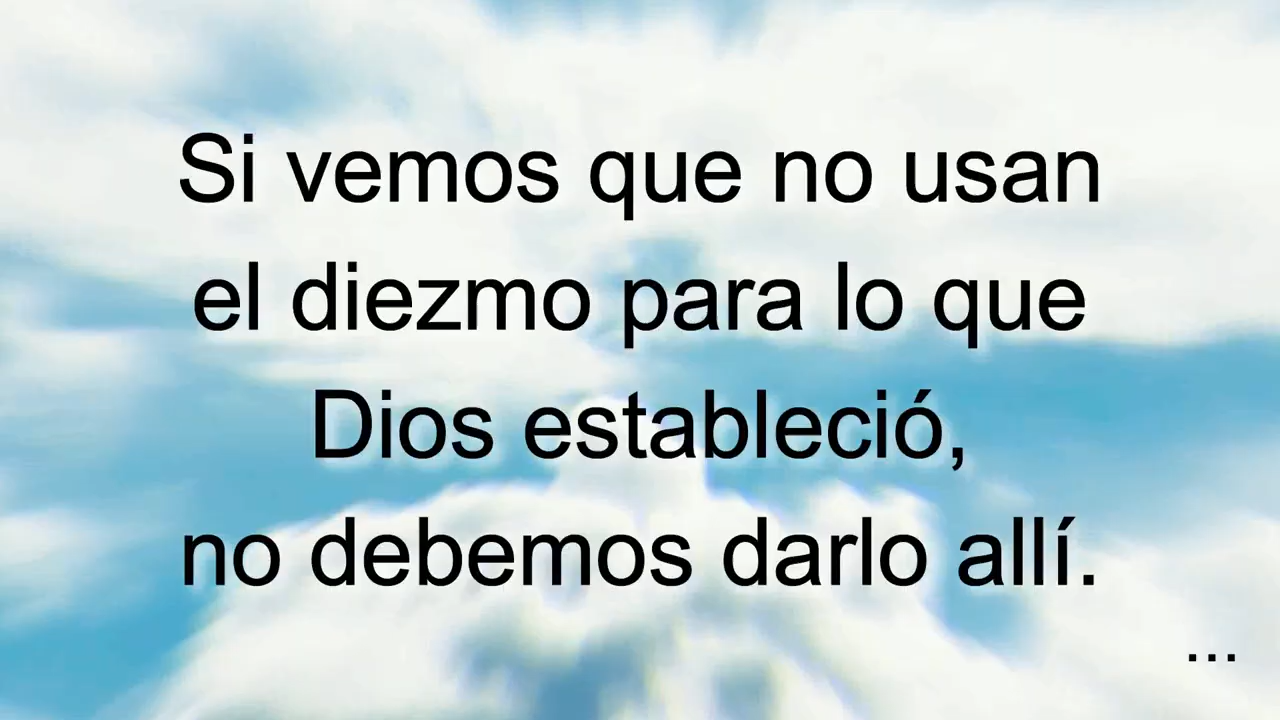 Si vemos que no usan
el diezmo para lo que
Dios estableció,
no debemos darlo allí.
...